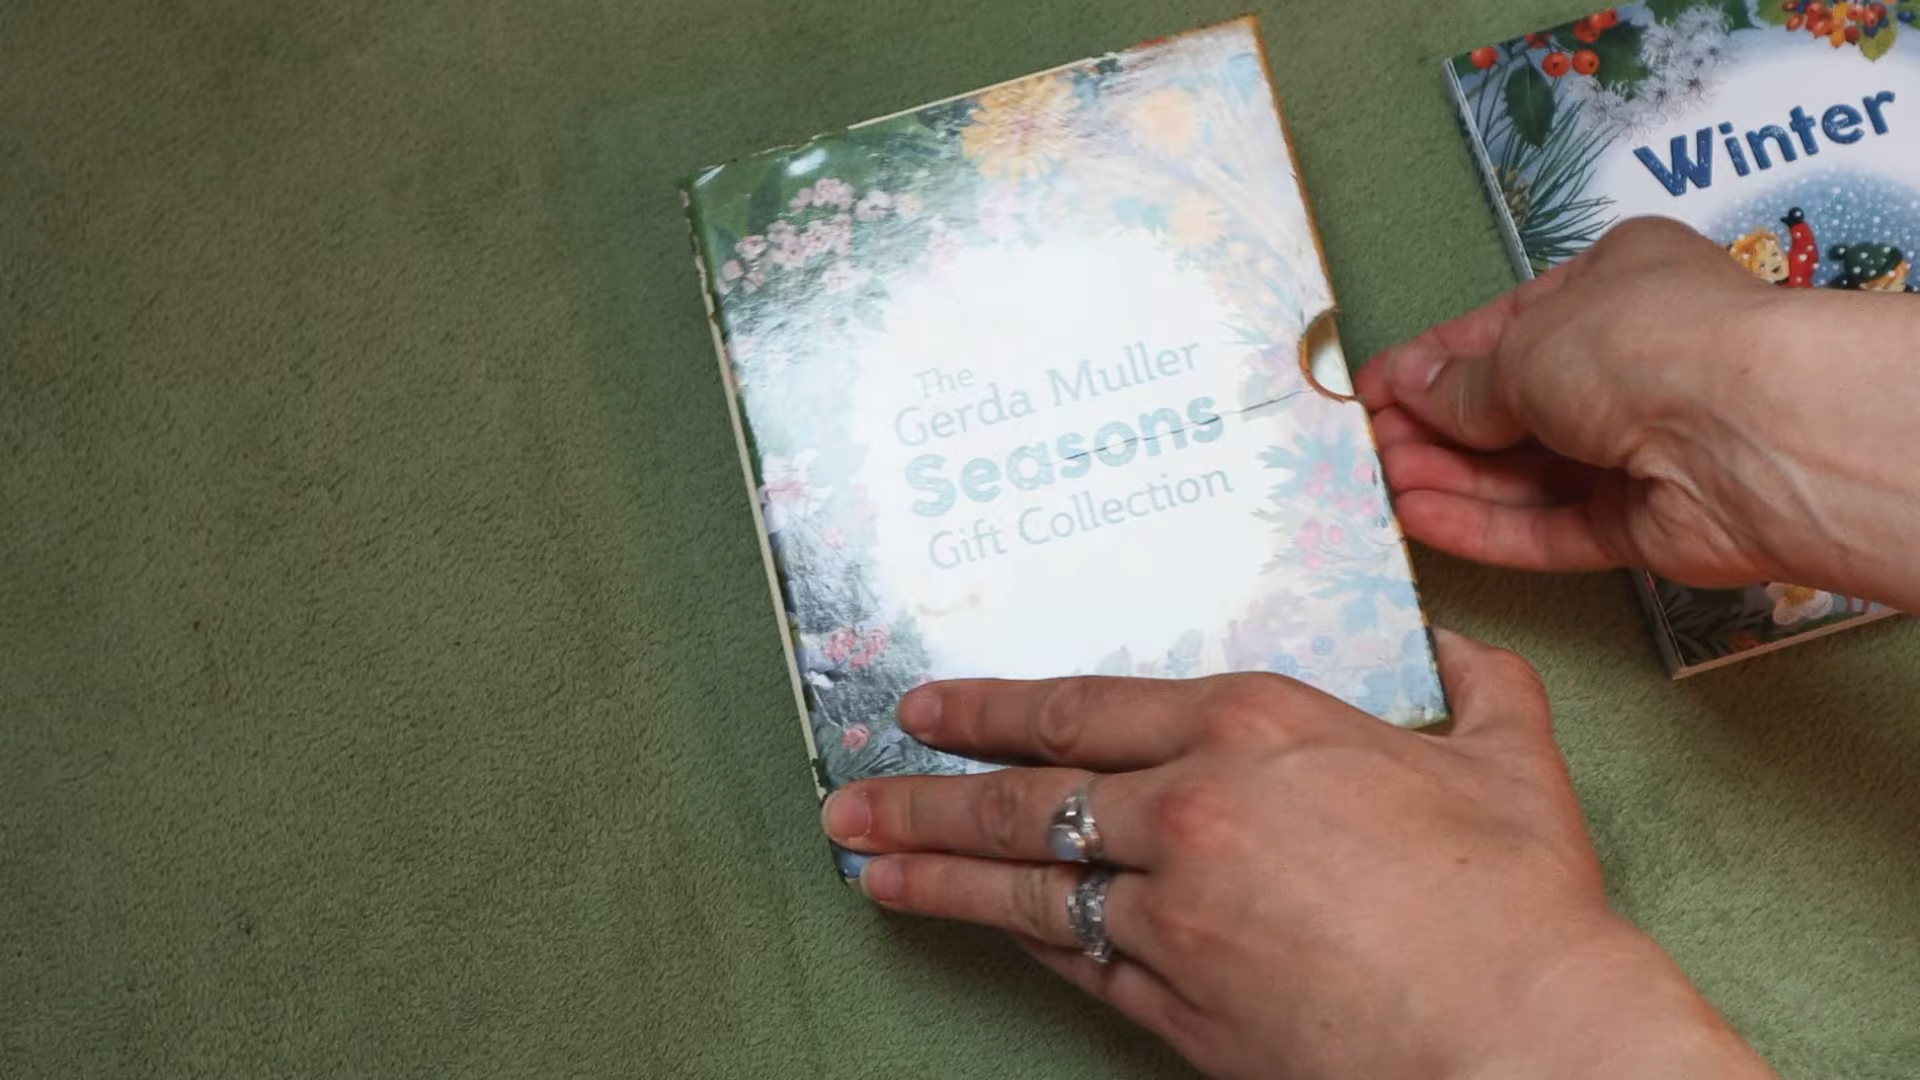 The
Gerda Muller
Seasons
Gift Collection
Winter